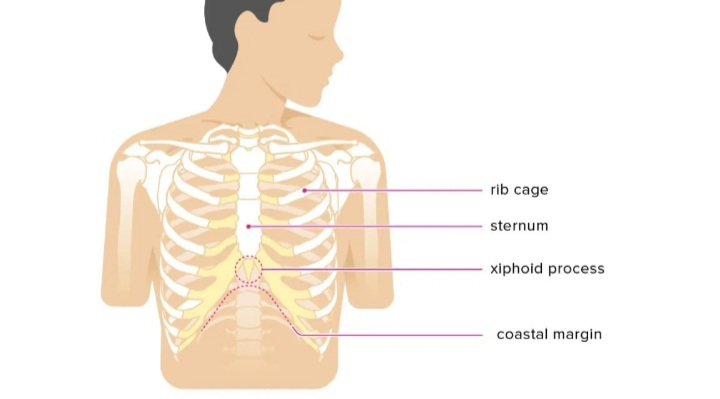 rib cage
sternum
xiphoid process
coastal margin